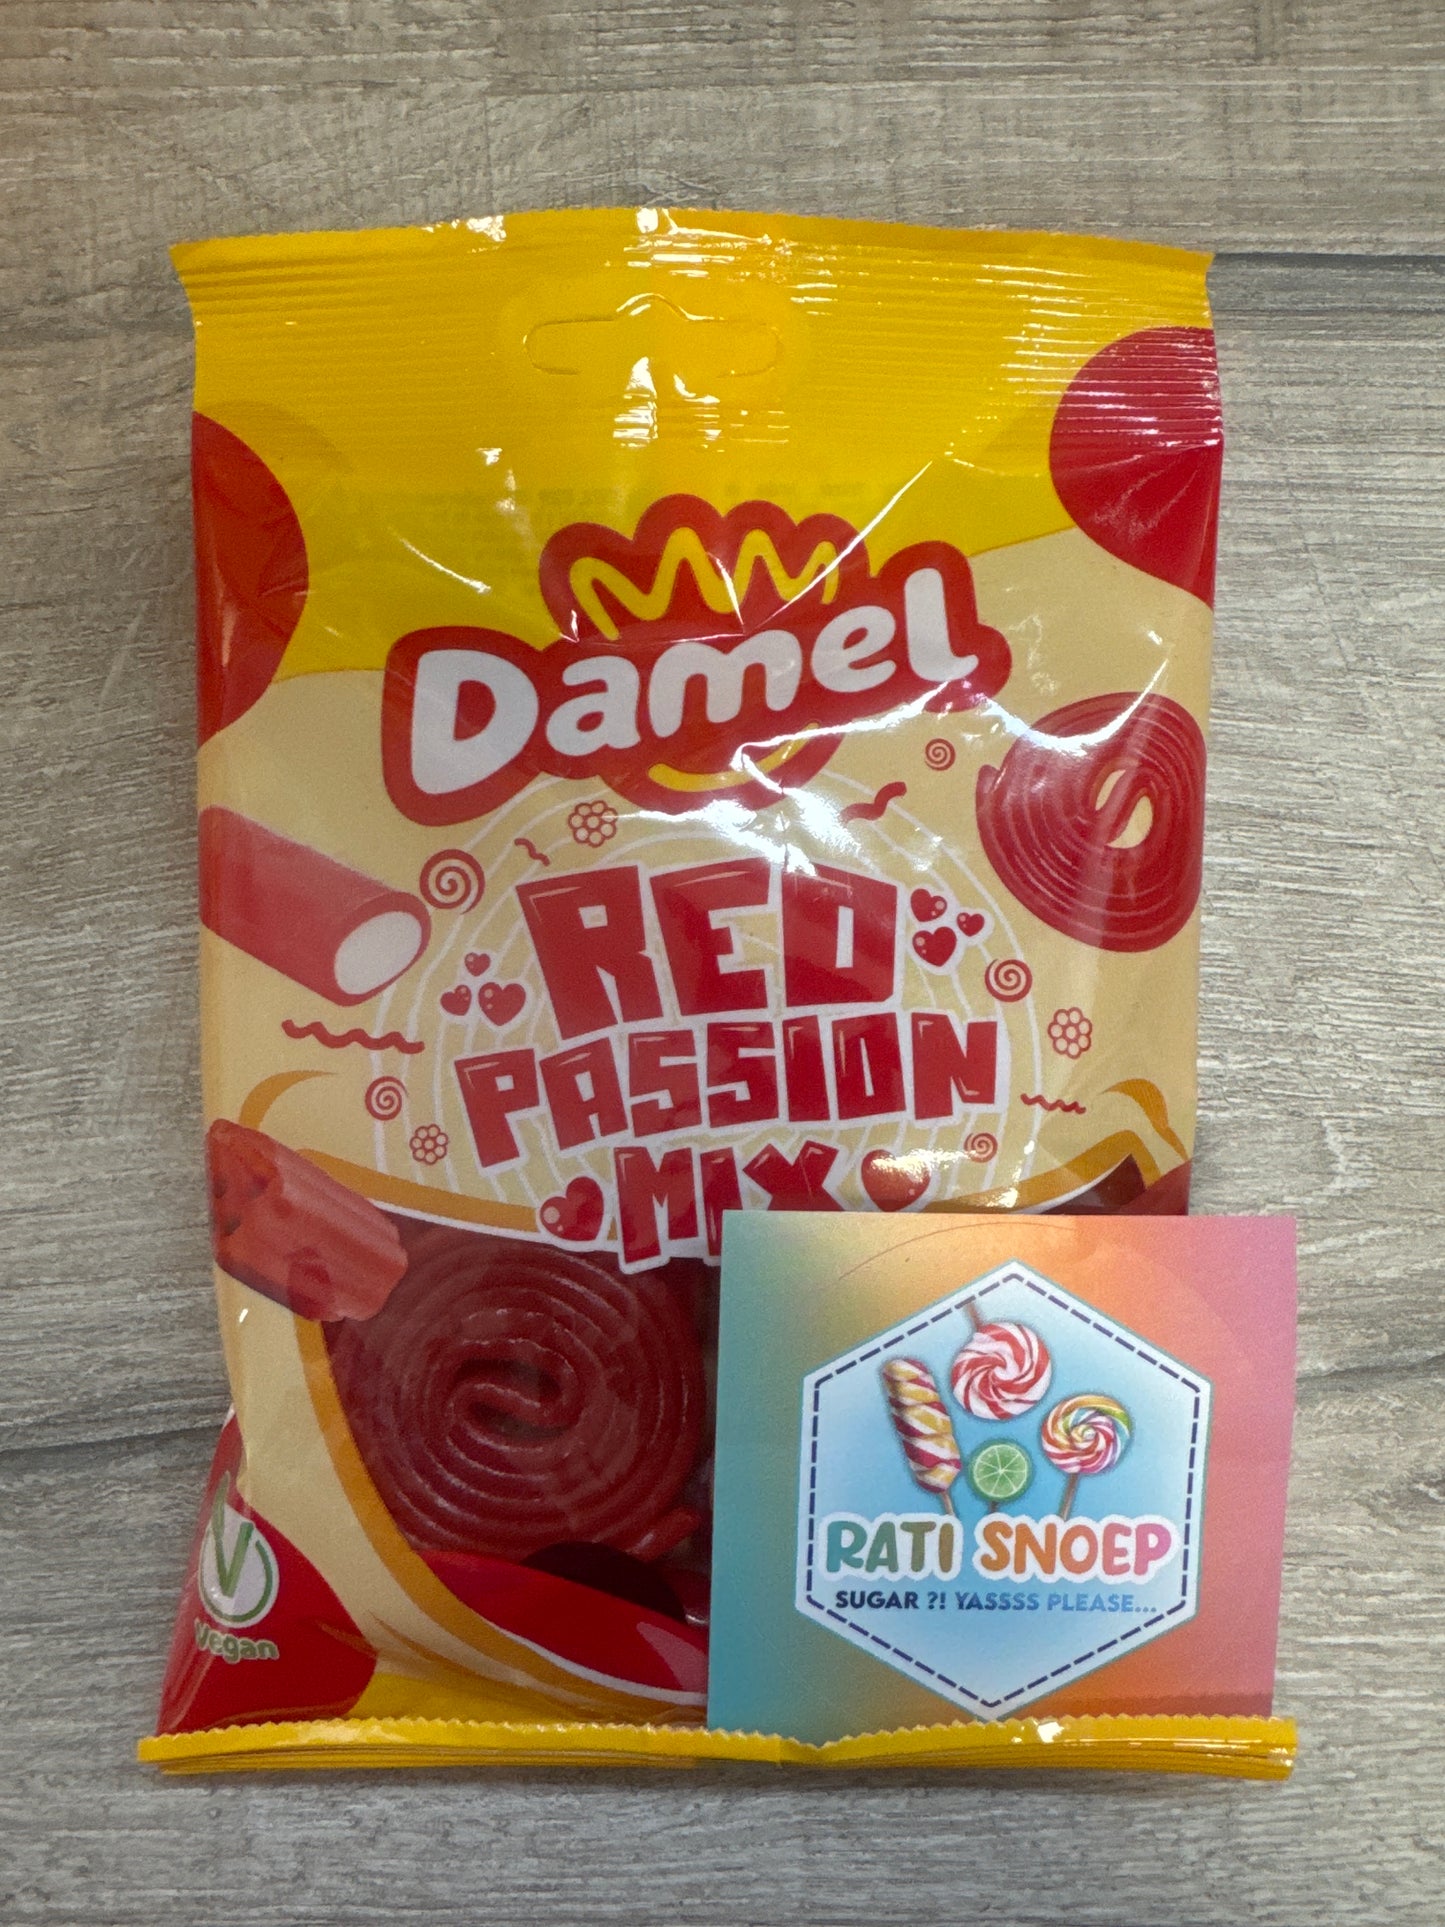 Damel
RED
PASSION
MIX
RATI SNOEP
SUGAR ?! YASSSS PLEASE...
V
Vegan